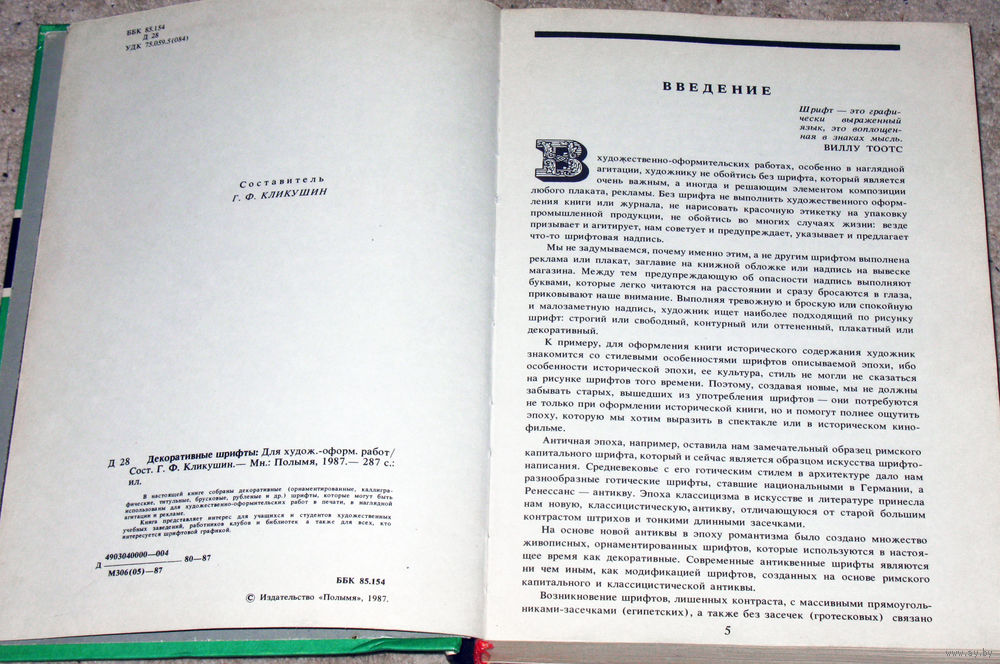 ББК 85.154
Д 28
УДК 75.059.5(084)
Составитель
Г. Ф. КЛИКУШИН
Д 28 Декоративные шрифты: Для худож.-оформ. работ/
Сост. Г. Ф. Кликушин.— Мн.: Полымя, 1987.— 287 с.:
ил.
В настоящей книге собраны декоративные (орнаментированные, каллигра-
фические, титульные, брусковые, рубленые и др.) шрифты, которые могут быть
использованы для художественно-оформительских работ в печати, в наглядной
агитации и рекламе.
Книга представляет интерес для учащихся и студентов художественных
учебных заведений, работников клубов и библиотек а также для всех, кто
интересуется шрифтовой графикой.
4903040000—004
Д 80—87
М306(05)—87
ББК 85.154
© Издательство «Полымя», 1987.
ВВЕДЕНИЕ
Шрифт — это графи-
чески выраженный
язык, это воплощен-
ная в знаках мысль.
ВИЛЛУ ТООТС
В художественно-оформительских работах, особенно в наглядной
агитации, художнику не обойтись без шрифта, который является
очень важным, а иногда и решающим элементом композиции
любого плаката, рекламы. Без шрифта не выполнить художественного оформ-
ления книги или журнала, не нарисовать красочную этикетку на упаковку
промышленной продукции, не обойтись во многих случаях жизни: везде
призывает и агитирует, нам советует и предупреждает, указывает и предлагает
что-то шрифтовая надпись.
Мы не задумываемся, почему именно этим, а не другим шрифтом выполнена
реклама или плакат, заглавие на книжной обложке или надпись на вывеске
магазина. Между тем предупреждающую об опасности надпись выполняют
буквами, которые легко читаются на расстоянии и сразу бросаются в глаза,
приковывают наше внимание. Выполняя тревожную и броскую или спокойную
и малозаметную надпись, художник ищет наиболее подходящий по рисунку
шрифт: строгий или свободный, контурный или оттененный, плакатный или
декоративный.
К примеру, для оформления книги исторического содержания художник
знакомится со стилевыми особенностями шрифтов описываемой эпохи, ибо
особенности исторической эпохи, ее культура, стиль не могли не сказаться
на рисунке шрифтов того времени. Поэтому, создавая новые, мы не должны
забывать старых, вышедших из употребления шрифтов — они потребуются
не только при оформлении исторической книги, но и помогут полнее ощутить
эпоху, которую мы хотим выразить в спектакле или в историческом кино-
фильме.
Античная эпоха, например, оставила нам замечательный образец римского
капитального шрифта, который и сейчас является образцом искусства шрифто-
написания. Средневековье с его готическим стилем в архитектуре дало нам
разнообразные готические шрифты, ставшие национальными в Германии, а
Ренессанс — антикву. Эпоха классицизма в искусстве и литературе принесла
нам новую, классицистическую, антикву, отличающуюся от старой большим
контрастом штрихов и тонкими длинными засечками.
На основе новой антиквы в эпоху романтизма было создано множество
живописных, орнаментированных шрифтов, которые используются в настоя-
щее время как декоративные. Современные антиквенные шрифты являются
ни чем иным, как модификацией шрифтов, созданных на основе римского
капитального и классицистической антиквы.
Возникновение шрифтов, лишенных контраста, с массивными прямоуголь-
никами-засечками (египетских), а также без засечек (гротесковых) связано
5
www.ay.by